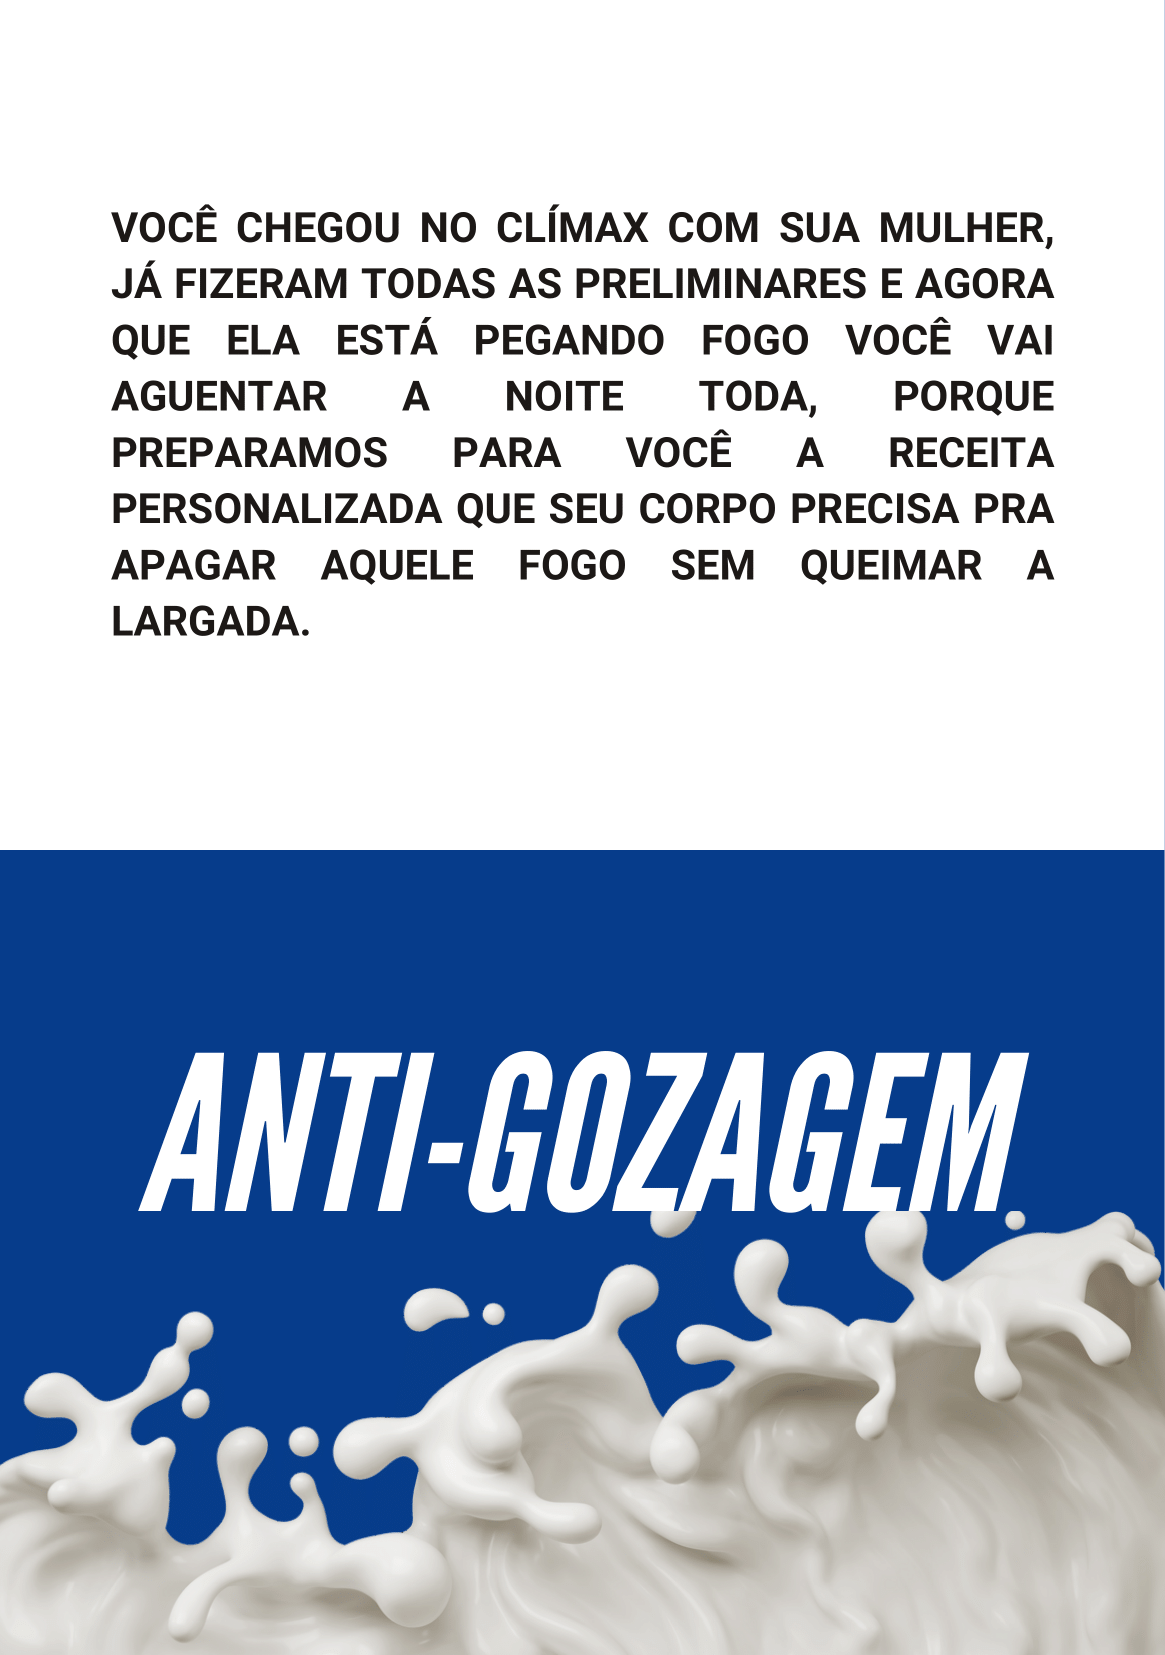 VOCÊ CHEGOU NO CLÍMAX COM SUA MULHER,
JÁ FIZERAM TODAS AS PRELIMINARES E AGORA
QUE ELA ESTÁ PEGANDO FOGO VOCÊ VAI
AGUENTAR A NOITE TODA, PORQUE
PREPARAMOS PARA VOCÊ A RECEITA
PERSONALIZADA QUE SEU CORPO PRECISA PRA
APAGAR AQUELE FOGO SEM QUEIMAR A
LARGADA.
ANTI-GOZAGEM